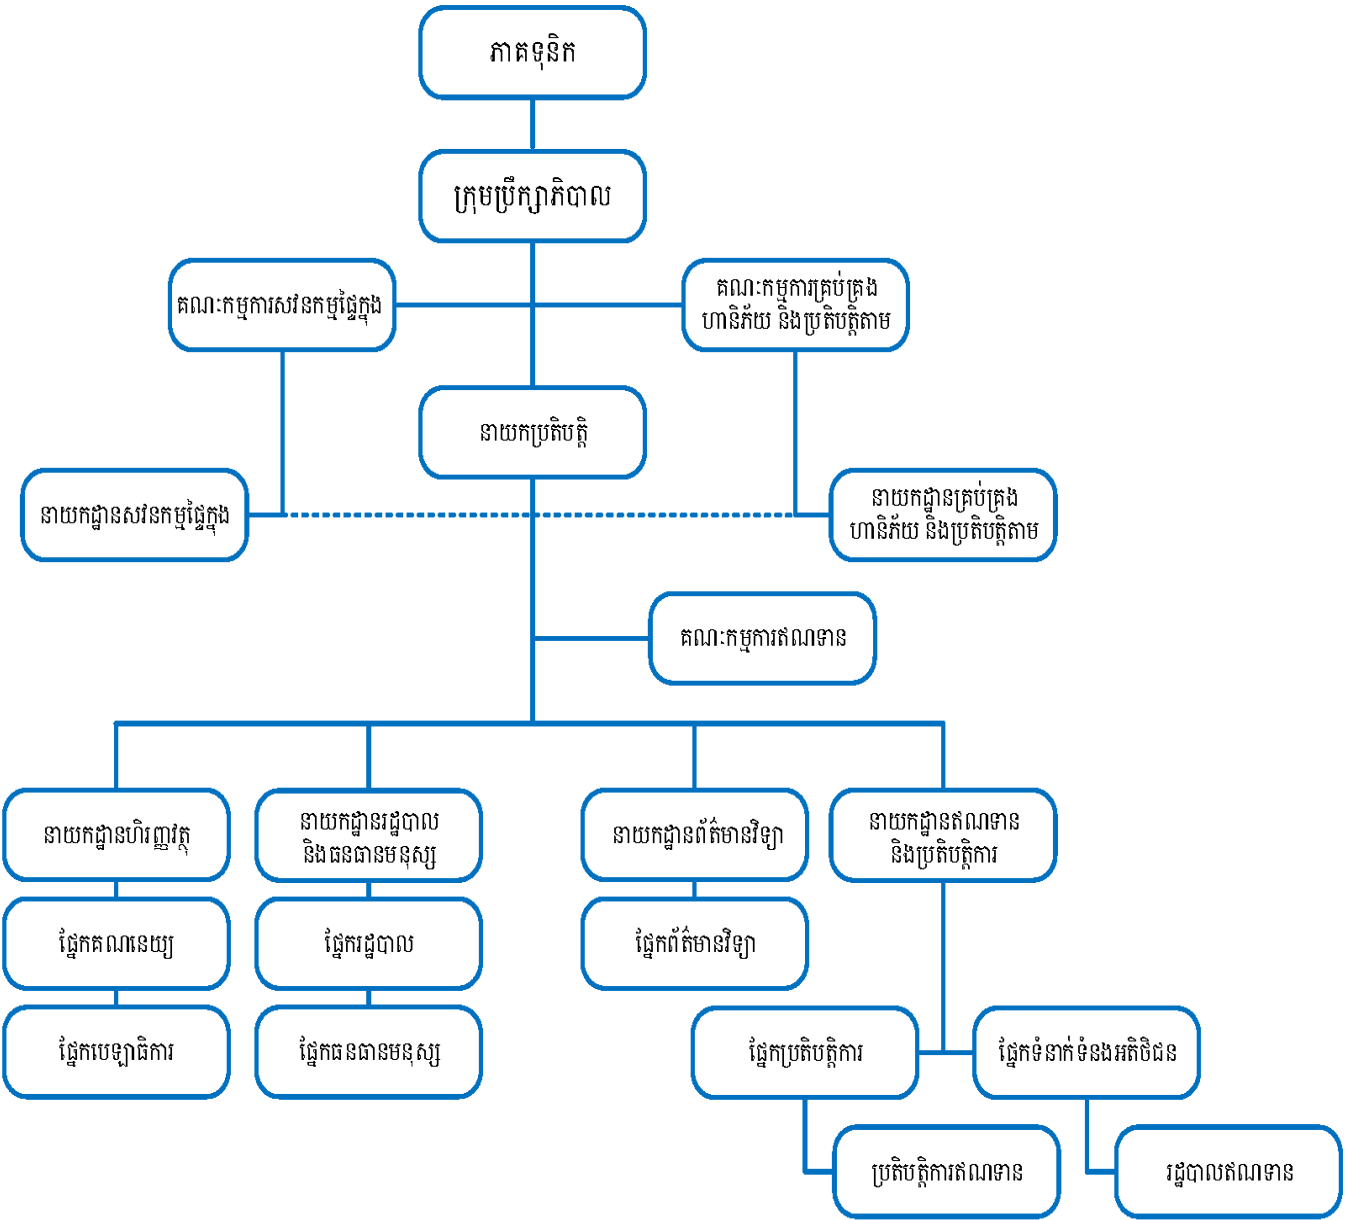 ភាគទុនិក
ក្រុមប្រឹក្សាភិបាល
គណៈកម្មការសវនកម្មផ្ទៃក្នុង
គណៈកម្មការគ្រប់គ្រង
ហានិភ័យ និងប្រតិបត្តិតាម
នាយកប្រតិបត្តិ
នាយកដ្ឋានសវនកម្មផ្ទៃក្នុង
នាយកដ្ឋានគ្រប់គ្រង
ហានិភ័យ និងប្រតិបត្តិតាម
គណៈកម្មការឥណទាន
នាយកដ្ឋានហិរញ្ញវត្ថុ
នាយកដ្ឋានរដ្ឋបាល
និងធនធានមនុស្ស
នាយកដ្ឋានព័ត៌មានវិទ្យា
នាយកដ្ឋានឥណទាន
និងប្រតិបត្តិការ
ផ្នែកគណនេយ្យ
ផ្នែករដ្ឋបាល
ផ្នែកព័ត៌មានវិទ្យា
ផ្នែកបេឡាធិការ
ផ្នែកធនធានមនុស្ស
ផ្នែកប្រតិបត្តិការ
ផ្នែកទំនាក់ទំនងអតិថិជន
ប្រតិបត្តិការឥណទាន
រដ្ឋបាលឥណទាន